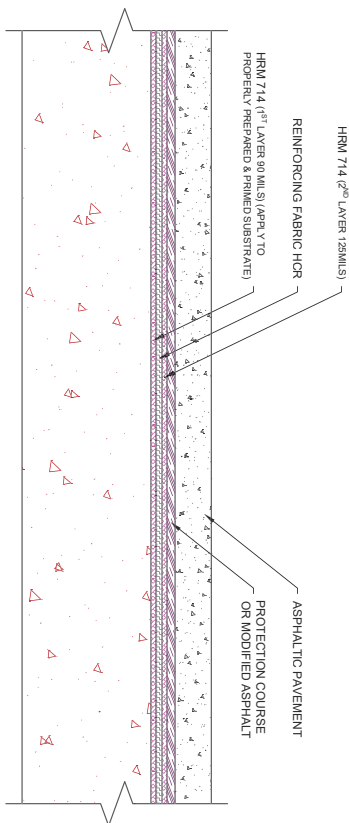 HRM 714 (2ND LAYER 125MILS)
REINFORCING FABRIC HCR
HRM 714 (1ST LAYER 90 MILS) (APPLY TO
PROPERLY PREPARED & PRIMED SUBSTRATE)
ASPHALTIC PAVEMENT
PROTECTION COURSE
OR MODIFIED ASPHALT